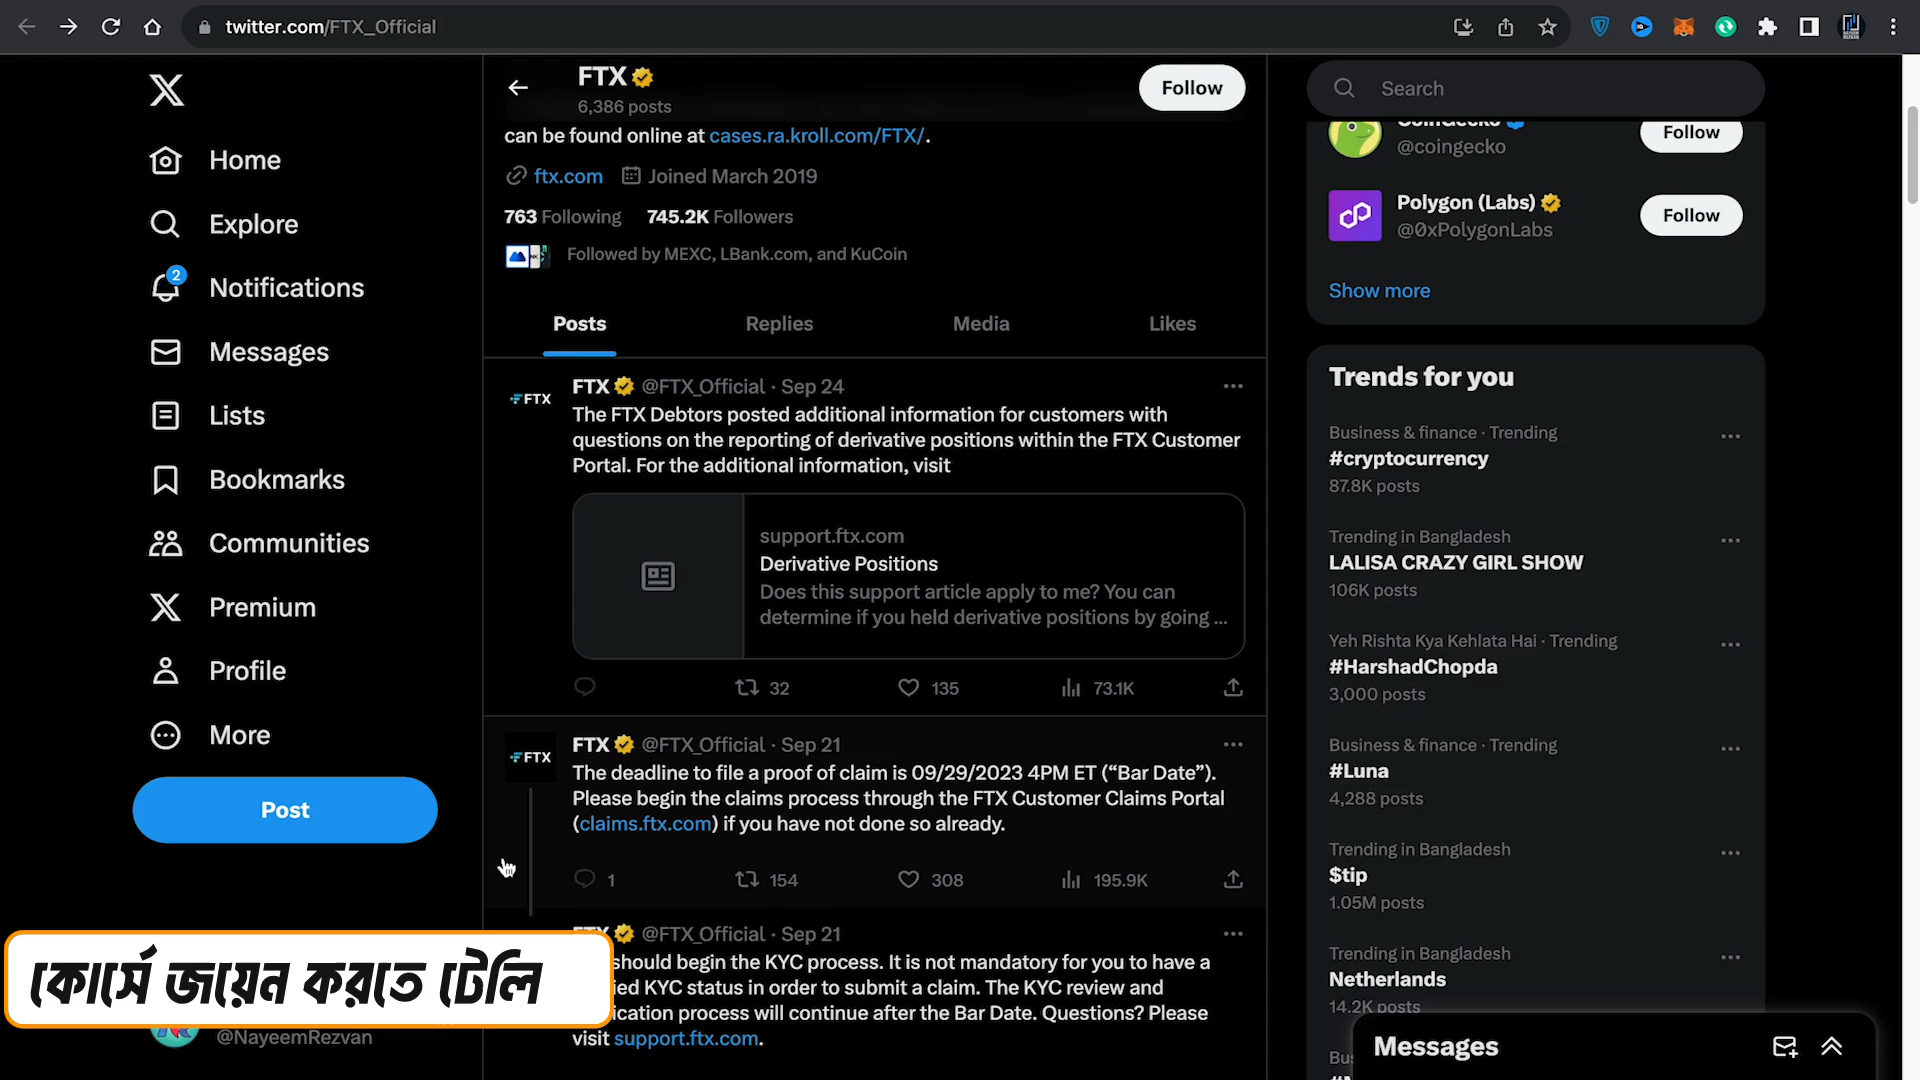 twitter.com/FTX_Official
FTX
6,386 posts
Follow
Search
can be found online at cases.ra.kroll.com/FTX/.
ftx.com Joined March 2019
763 Following 745.2K Followers
Followed by MEXC, LBank.com, and KuCoin
Posts Replies Media Likes
Home
Explore
2
Notifications
Messages
Lists
Bookmarks
Communities
Premium
Profile
More
Post
@NayeemRezvan
কোর্সে জয়েন করতে টেলি
FTX
FTX @FTX_Official · Sep 24
The FTX Debtors posted additional information for customers with
questions on the reporting of derivative positions within the FTX Customer
Portal. For the additional information, visit
support.ftx.com
Derivative Positions
Does this support article apply to me? You can
determine if you held derivative positions by going ...
32 135 73.1K
FTX
FTX @FTX_Official · Sep 21
The deadline to file a proof of claim is 09/29/2023 4PM ET (“Bar Date”).
Please begin the claims process through the FTX Customer Claims Portal
(claims.ftx.com) if you have not done so already.
1 154 308 195.9K
FTX @FTX_Official · Sep 21
should begin the KYC process. It is not mandatory for you to have a
KYC status in order to submit a claim. The KYC review and
process will continue after the Bar Date. Questions? Please
visit support.ftx.com.
CoinGecko
@coingecko
Follow
Polygon (Labs)
@0xPolygonLabs
Follow
Show more
Trends for you
Business & finance · Trending
#cryptocurrency
87.8K posts
Trending in Bangladesh
LALISA CRAZY GIRL SHOW
106K posts
Yeh Rishta Kya Kehlata Hai · Trending
#HarshadChopda
3,000 posts
Business & finance · Trending
#Luna
4,288 posts
Trending in Bangladesh
$tip
1.05M posts
Trending in Bangladesh
Netherlands
14.2K posts
Messages